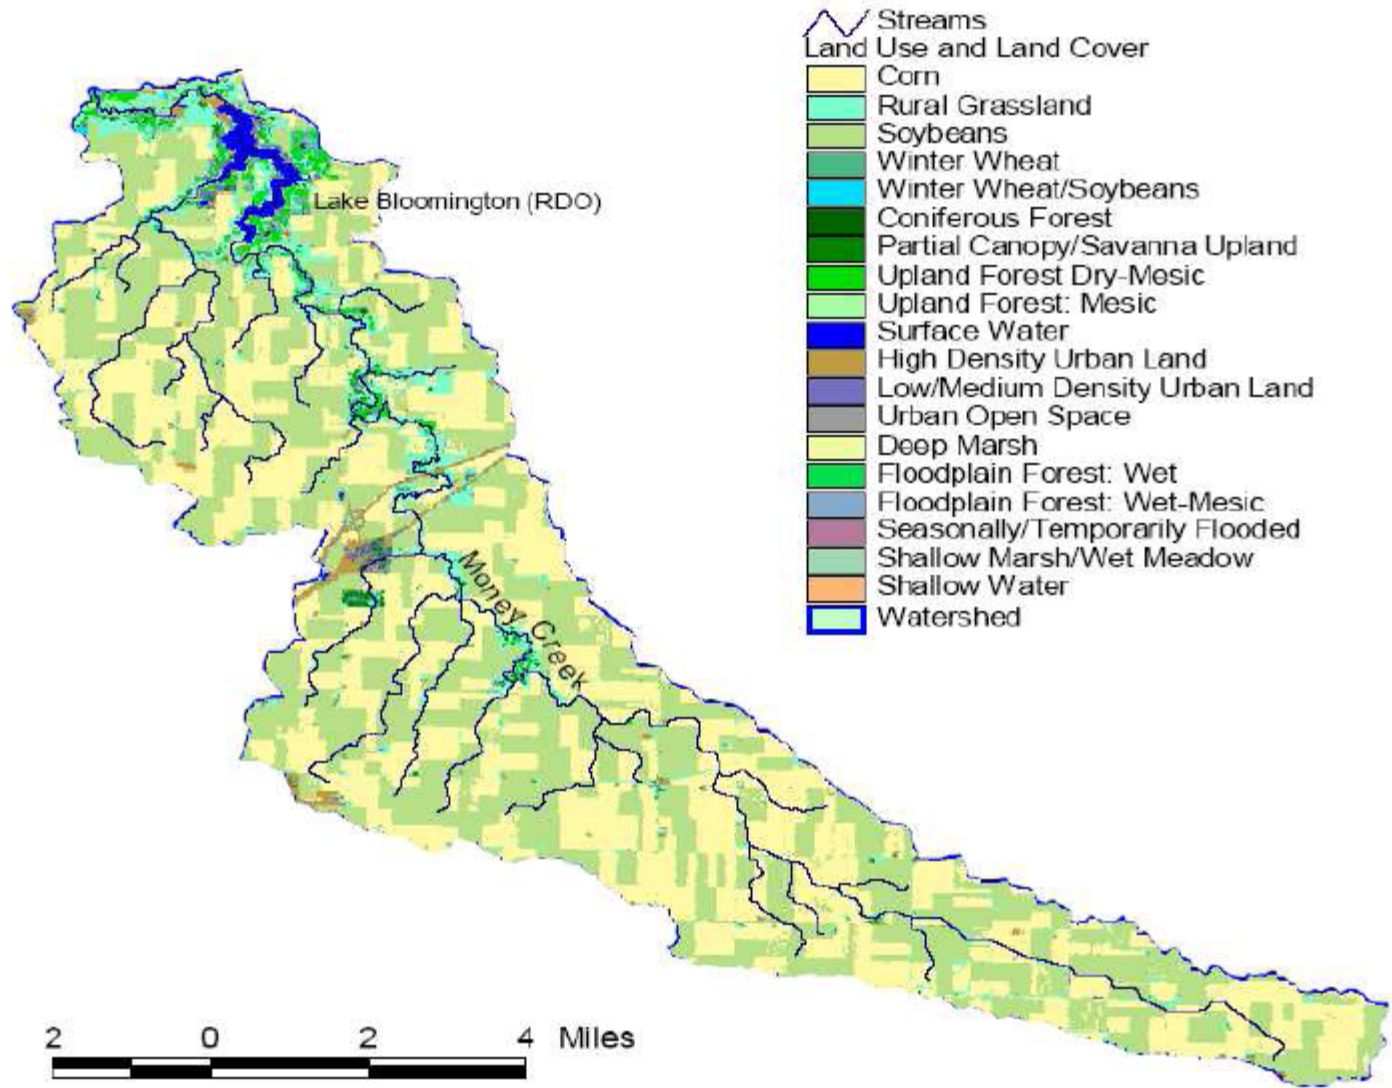 Streams
Land Use and Land Cover
Corn
Rural Grassland
Soybeans
Winter Wheat
Winter Wheat/Soybeans
Coniferous Forest
Partial Canopy/Savanna Upland
Upland Forest Dry-Mesic
Upland Forest: Mesic
Surface Water
High Density Urban Land
Low/Medium Density Urban Land
Urban Open Space
Deep Marsh
Floodplain Forest: Wet
Floodplain Forest: Wet-Mesic
Seasonally/Temporarily Flooded
Shallow Marsh/Wet Meadow
Shallow Water
Watershed
Lake Bloomington (RDO)
Money Creek
2 0 2 4 Miles